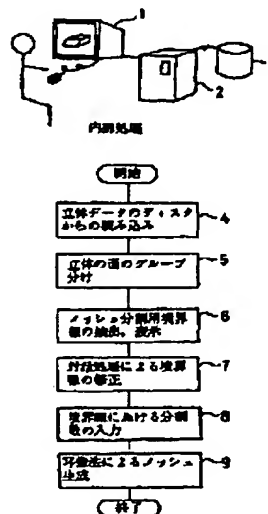 1
2
内部処理
開始
立体データのディスク
からの読み込み
4
立体の面のグループ
分け
5
メッシュ分割用境界
線の抽出,表示
6
対話処理による境界
線の修正
7
境界線における分割
数の入力
8
写像法によるメッシュ
生成
9
終了